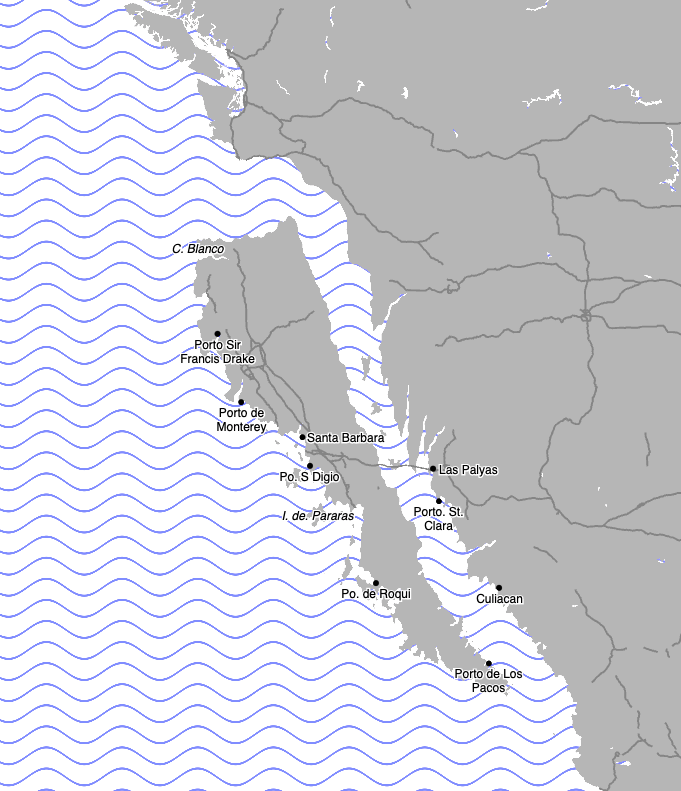 C. Blanco
Porto Sir
Francis Drake
Porto de
Monterey
Santa Barbara
Po. S Digio
Las Palyas
I. de. Pararas
Porto. St.
Clara
Po. de Roqui
Culiacan
Porto de Los
Pacos